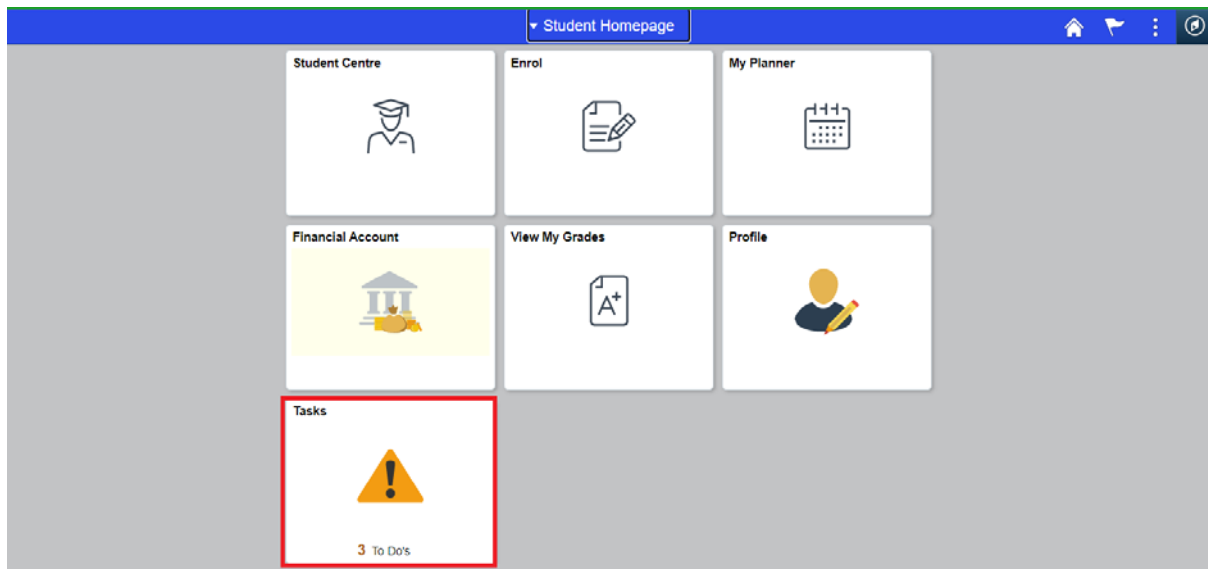 Student Homepage
Student Centre
Enrol
My Planner
Financial Account
View My Grades
A+
Profile
Tasks
3 To Do's